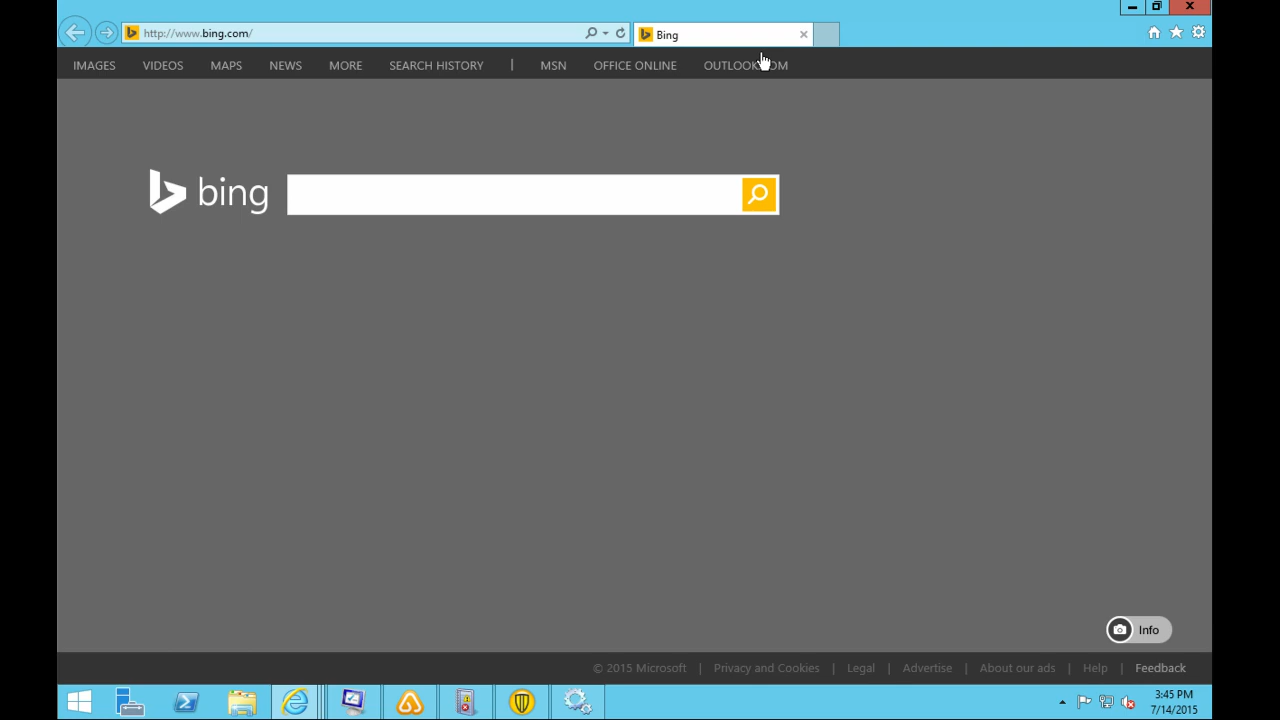 http://www.bing.com/
Bing
IMAGES VIDEOS MAPS NEWS MORE SEARCH HISTORY | MSN OFFICE ONLINE
bing
Info
© 2015 Microsoft | Privacy and Cookies | Legal | Advertise | About our ads | Help | Feedback
3:45 PM
7/14/2015